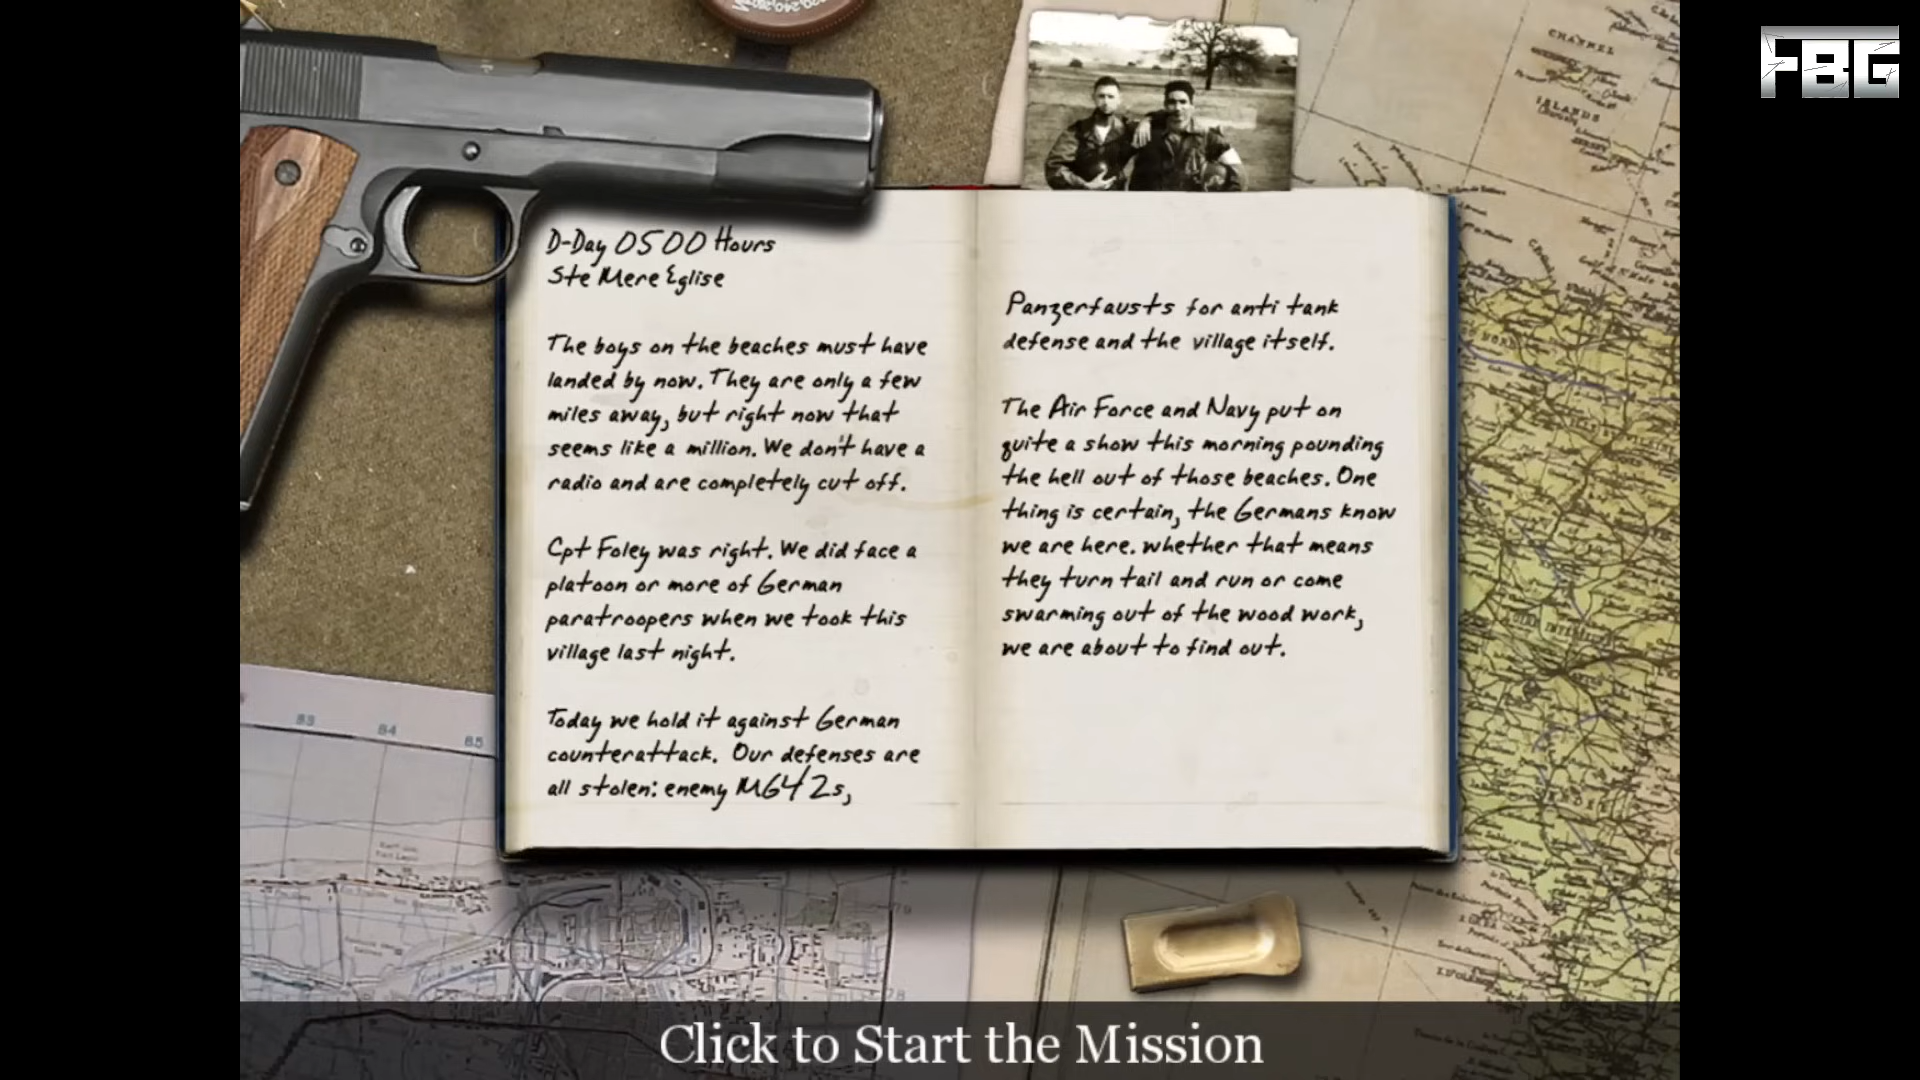 FBG
D-Day 0500 Hours
Ste Mere Eglise
The boys on the beaches must have
landed by now. They are only a few
miles away, but right now that
seems like a million. We don't have a
radio and are completely cut off.
Cpt Foley was right. We did face a
platoon or more of German
paratroopers when we took this
village last night.
Today we hold it against German
counterattack. Our defenses are
all stolen: enemy MG42s,
Panzerfausts for anti tank
defense and the village itself.
The Air Force and Navy put on
quite a show this morning pounding
the hell out of those beaches. One
thing is certain, the Germans know
we are here. whether that means
they turn tail and run or come
swarming out of the wood work,
we are about to find out.
CHANNEL
ISLANDS
83
84
85
Click to Start the Mission